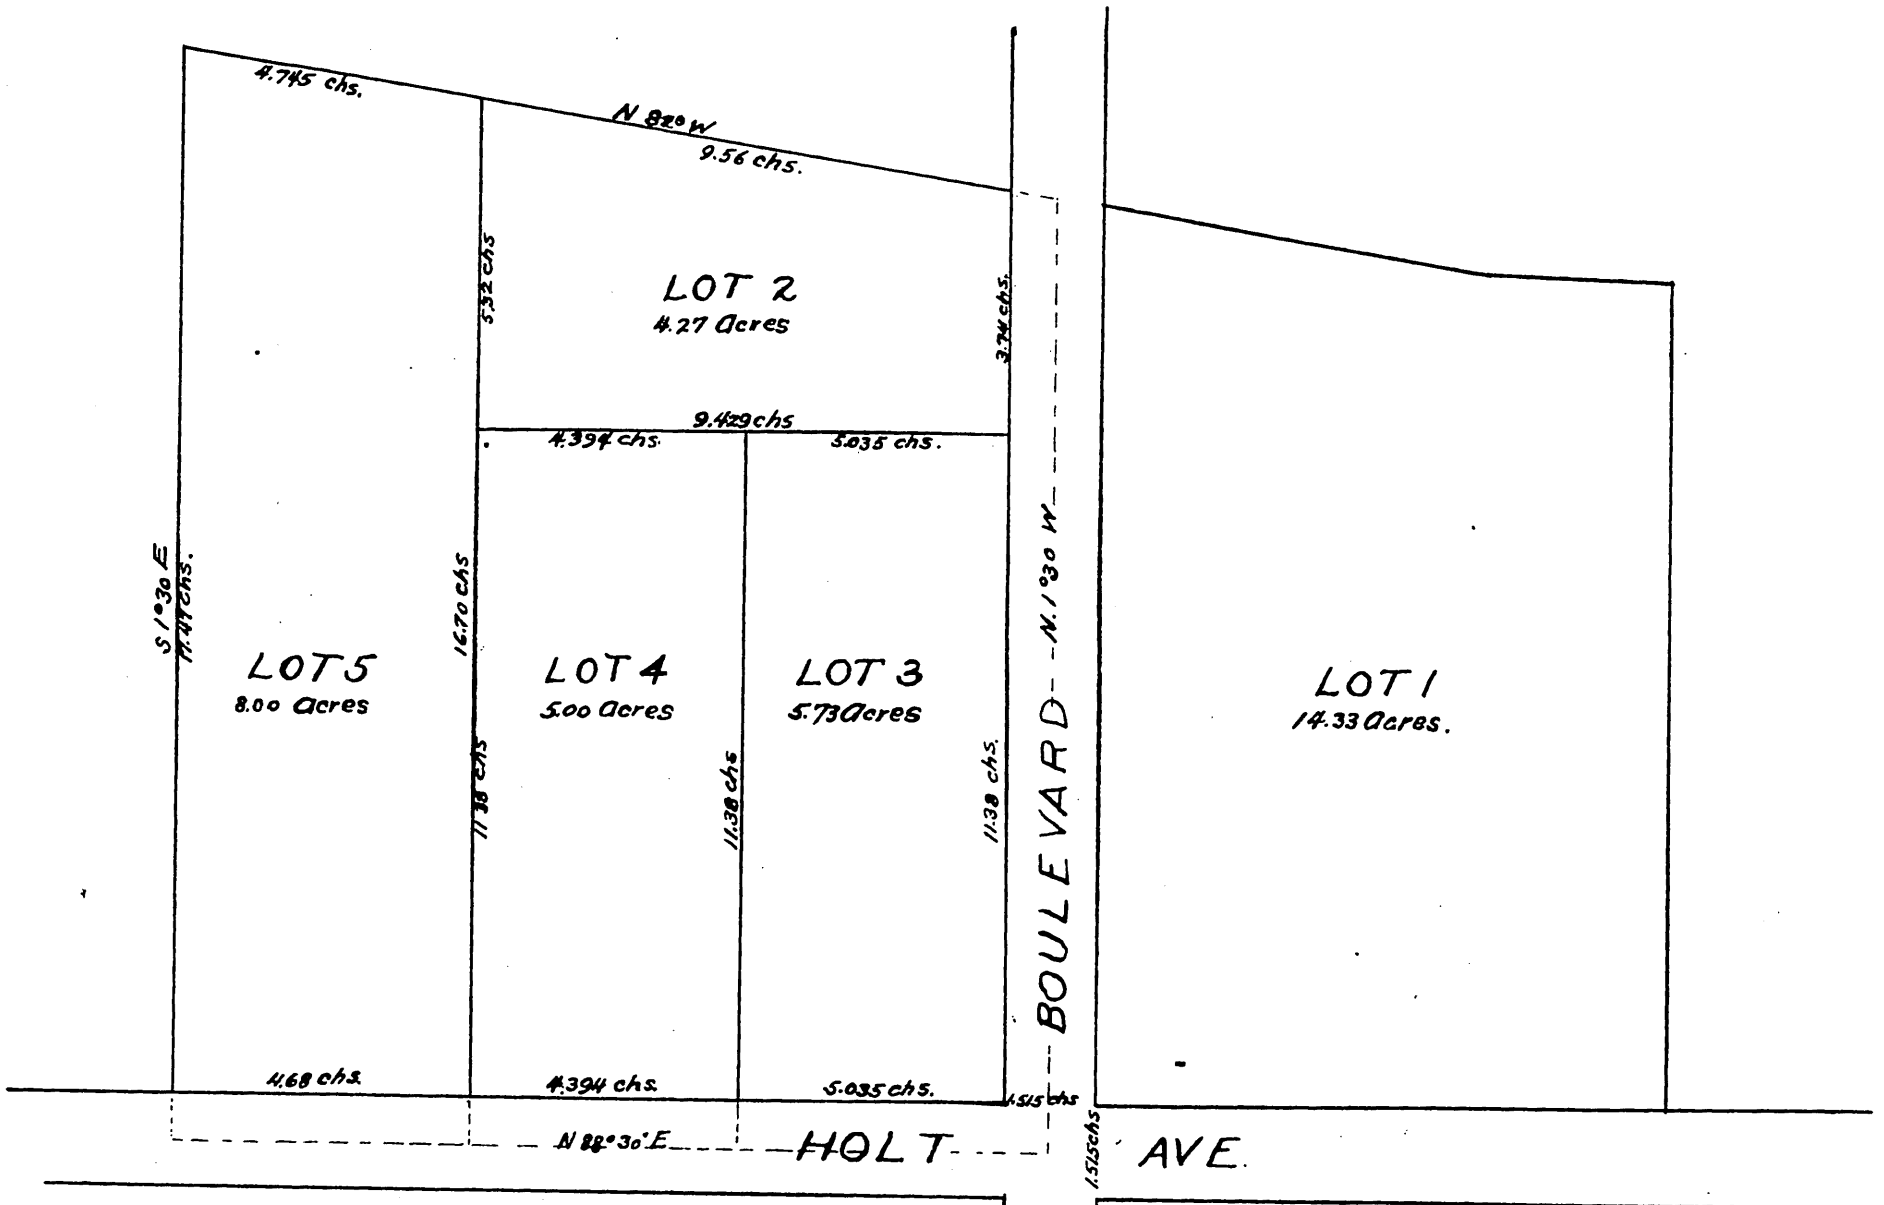 4.745 chs.
N 82° W
9.56 chs.
5.32 chs
LOT 2
4.27 Acres
3.74 chs.
9.429 chs
4.394 chs.
5.035 chs.
S 1°30 E
17.47 chs.
16.70 chs
N. 1°30 W
LOT 5
8.00 Acres
LOT 4
5.00 Acres
LOT 3
5.73 Acres
LOT 1
14.33 Acres.
11.38 chs
11.38 chs
11.38 chs.
BOULEVARD
4.68 chs.
4.394 chs.
5.035 chs.
1.515 chs
N 88°30' E
HOLT AVE.
1.515 chs